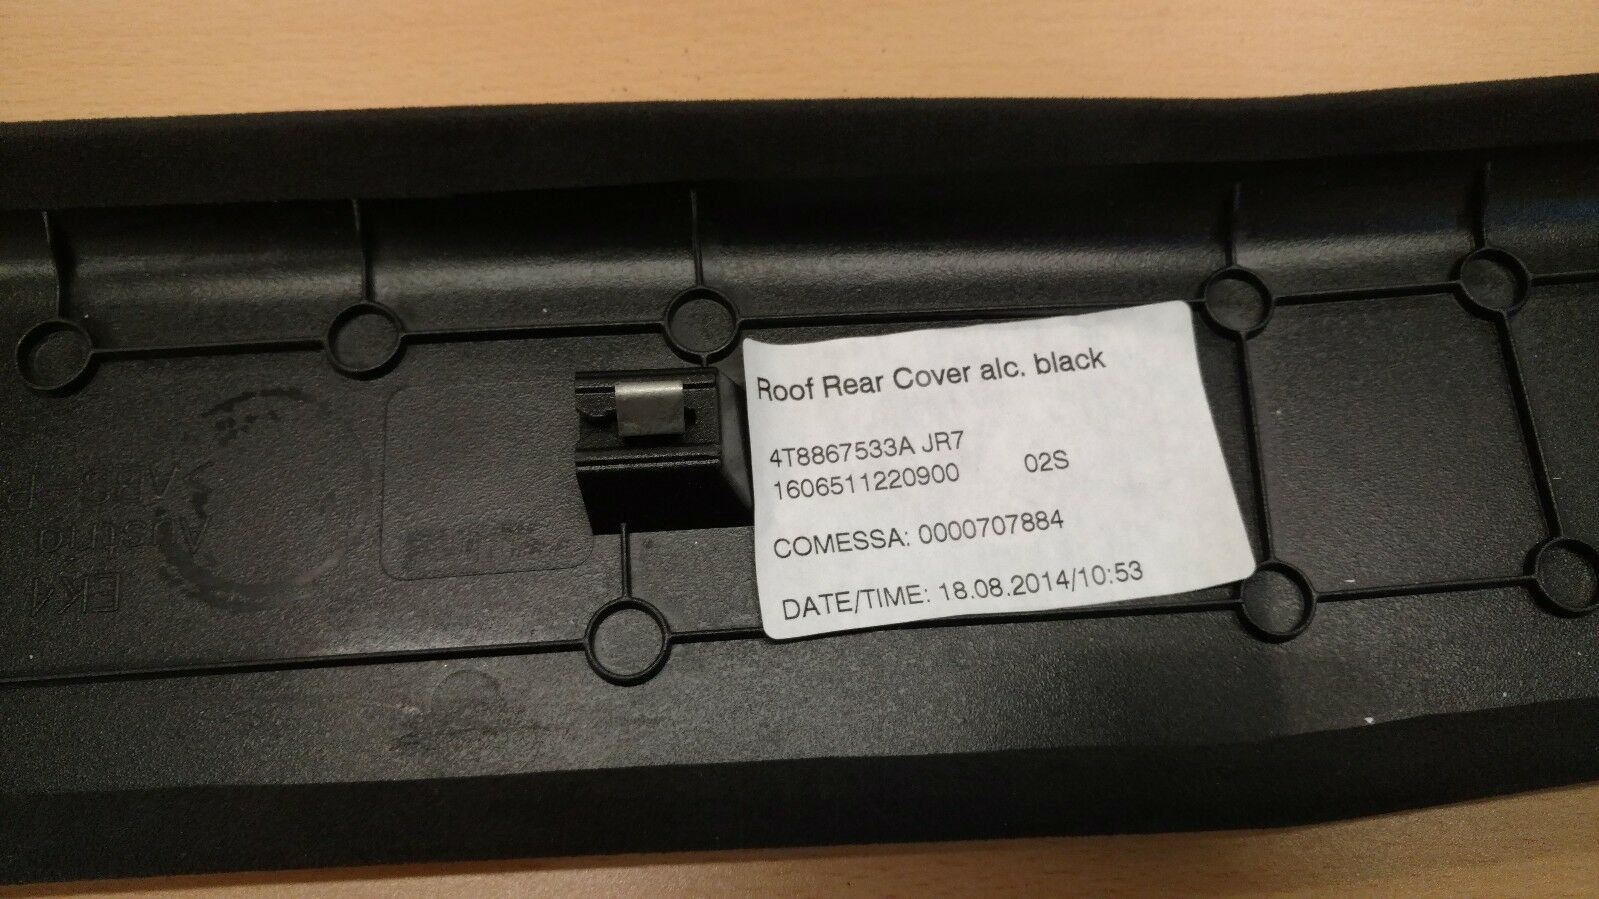 Roof Rear Cover alc. black
4T8867533A JR7
1606511220900 02S
COMESSA: 0000707884
DATE/TIME: 18.08.2014/10:53